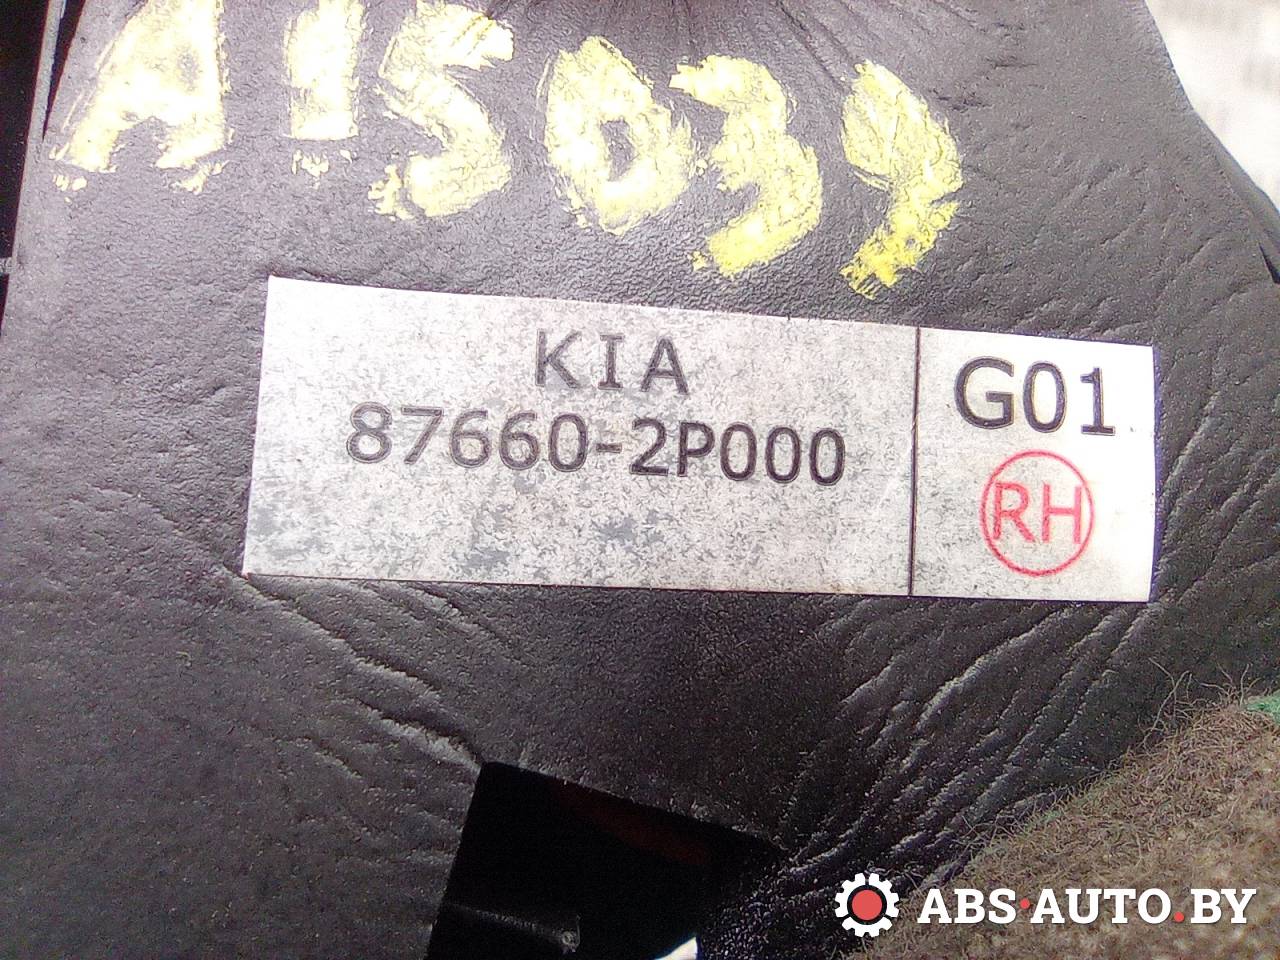 A15039
KIA
87660-2P000
G01
RH
ABS·AUTO.BY